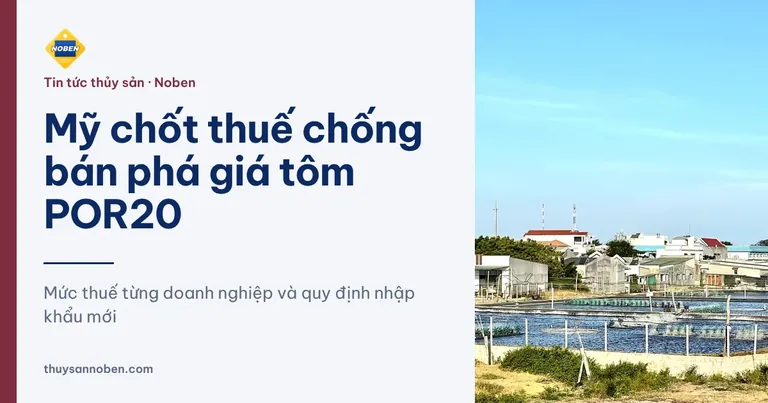 NOBEN
Tin tức thủy sản · Noben
Mỹ chốt thuế chống
bán phá giá tôm
POR20
Mức thuế từng doanh nghiệp và quy định nhập
khẩu mới
thuysannoben.com